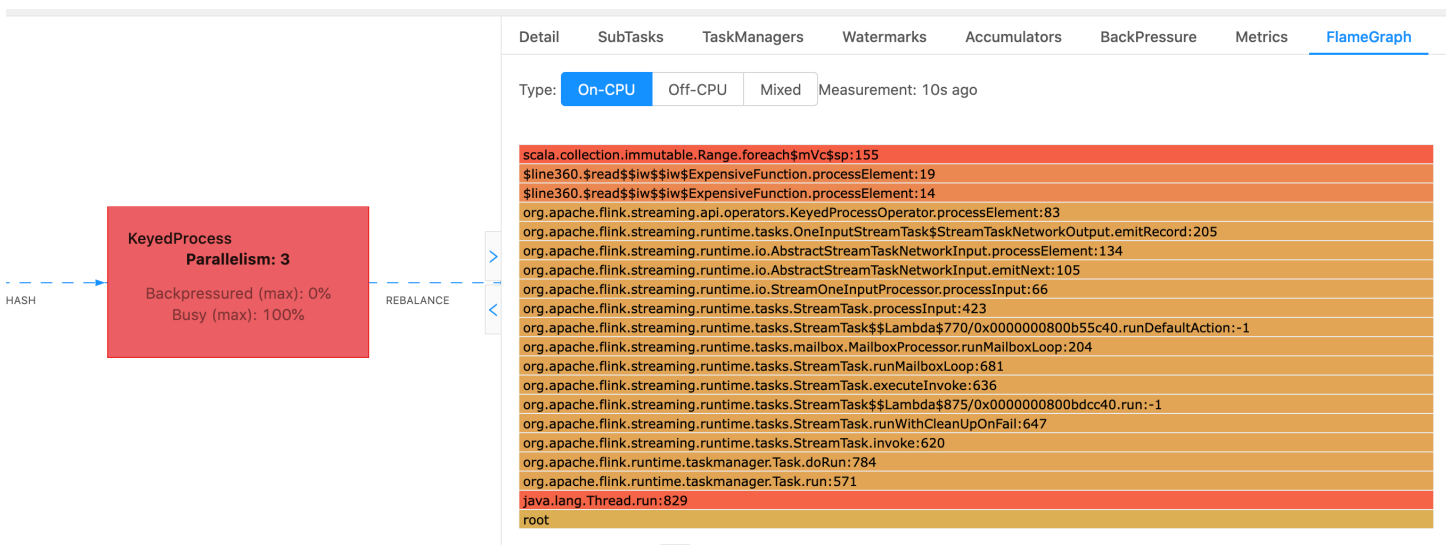 Detail SubTasks TaskManagers Watermarks Accumulators BackPressure Metrics FlameGraph
Type: On-CPU Off-CPU Mixed Measurement: 10s ago
KeyedProcess
Parallelism: 3
Backpressured (max): 0%
Busy (max): 100%
HASH
REBALANCE
scala.collection.immutable.Range.foreach$mVc$sp:155
$line360.$read$$iw$$iw$ExpensiveFunction.processElement:19
$line360.$read$$iw$$iw$ExpensiveFunction.processElement:14
org.apache.flink.streaming.api.operators.KeyedProcessOperator.processElement:83
org.apache.flink.streaming.runtime.tasks.OneInputStreamTask$StreamTaskNetworkOutput.emitRecord:205
org.apache.flink.streaming.runtime.io.AbstractStreamTaskNetworkInput.processElement:134
org.apache.flink.streaming.runtime.io.AbstractStreamTaskNetworkInput.emitNext:105
org.apache.flink.streaming.runtime.io.StreamOneInputProcessor.processInput:66
org.apache.flink.streaming.runtime.tasks.StreamTask.processInput:423
org.apache.flink.streaming.runtime.tasks.StreamTask$$Lambda$770/0x0000000800b55c40.runDefaultAction:-1
org.apache.flink.streaming.runtime.tasks.mailbox.MailboxProcessor.runMailboxLoop:204
org.apache.flink.streaming.runtime.tasks.StreamTask.runMailboxLoop:681
org.apache.flink.streaming.runtime.tasks.StreamTask.executeInvoke:636
org.apache.flink.streaming.runtime.tasks.StreamTask$$Lambda$875/0x0000000800bdcc40.run:-1
org.apache.flink.streaming.runtime.tasks.StreamTask.runWithCleanUpOnFail:647
org.apache.flink.streaming.runtime.tasks.StreamTask.invoke:620
org.apache.flink.runtime.taskmanager.Task.doRun:784
org.apache.flink.runtime.taskmanager.Task.run:571
java.lang.Thread.run:829
root